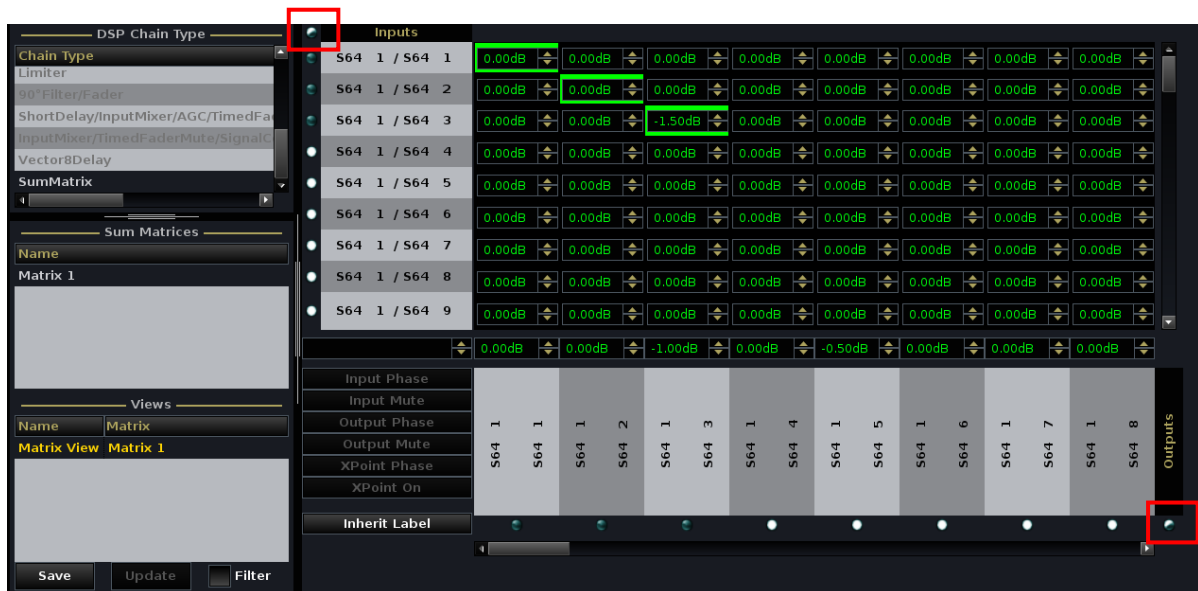 DSP Chain Type
Chain Type
Limiter
90°Filter/Fader
ShortDelay/InputMixer/AGC/TimedFa
InputMixer/TimedFaderMute/SignalC
Vector8Delay
SumMatrix
Sum Matrices
Name
Matrix 1
Views
Name Matrix
Matrix View Matrix 1
Save Update Filter
Inputs
S64 1 / S64 1 0.00dB 0.00dB 0.00dB 0.00dB 0.00dB 0.00dB 0.00dB 0.00dB
S64 1 / S64 2 0.00dB 0.00dB 0.00dB 0.00dB 0.00dB 0.00dB 0.00dB 0.00dB
S64 1 / S64 3 0.00dB 0.00dB -1.50dB 0.00dB 0.00dB 0.00dB 0.00dB 0.00dB
S64 1 / S64 4 0.00dB 0.00dB 0.00dB 0.00dB 0.00dB 0.00dB 0.00dB 0.00dB
S64 1 / S64 5 0.00dB 0.00dB 0.00dB 0.00dB 0.00dB 0.00dB 0.00dB 0.00dB
S64 1 / S64 6 0.00dB 0.00dB 0.00dB 0.00dB 0.00dB 0.00dB 0.00dB 0.00dB
S64 1 / S64 7 0.00dB 0.00dB 0.00dB 0.00dB 0.00dB 0.00dB 0.00dB 0.00dB
S64 1 / S64 8 0.00dB 0.00dB 0.00dB 0.00dB 0.00dB 0.00dB 0.00dB 0.00dB
S64 1 / S64 9 0.00dB 0.00dB 0.00dB 0.00dB 0.00dB 0.00dB 0.00dB 0.00dB
0.00dB 0.00dB -1.00dB 0.00dB -0.50dB 0.00dB 0.00dB 0.00dB
Input Phase
Input Mute
Output Phase
Output Mute
XPoint Phase
XPoint On
Inherit Label
S64 1
S64 1
S64 1
S64 2
S64 1
S64 3
S64 1
S64 4
S64 1
S64 5
S64 1
S64 6
S64 1
S64 7
S64 1
S64 8
Outputs